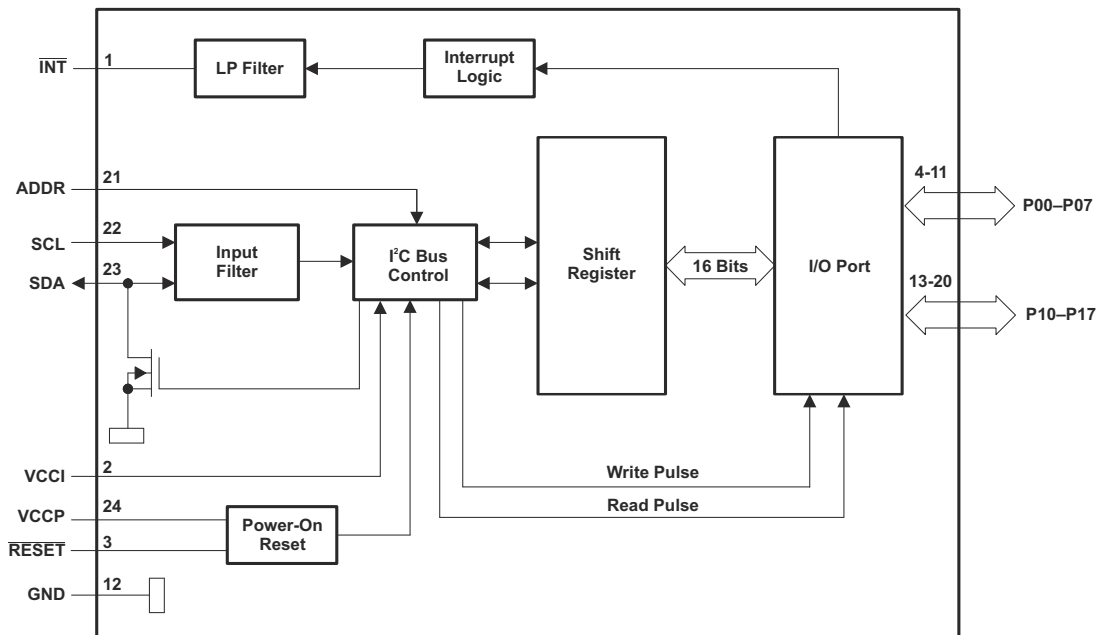 INT
1
LP Filter
Interrupt
Logic
ADDR
21
SCL
22
SDA
23
Input
Filter
I²C Bus
Control
Shift
Register
16 Bits
I/O Port
4-11
P00–P07
13-20
P10–P17
VCCI
2
Write Pulse
VCCP
24
Read Pulse
RESET
3
Power-On
Reset
GND
12